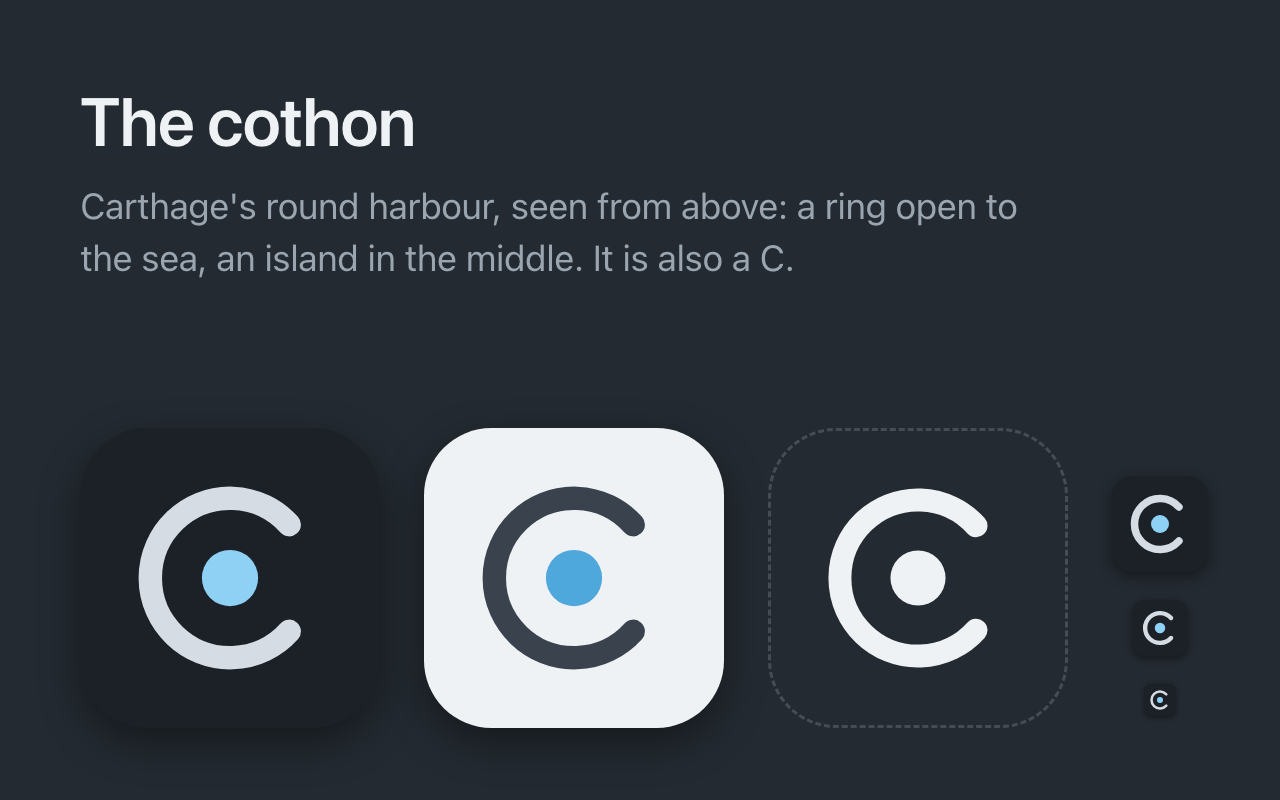 The cothon
Carthage's round harbour, seen from above: a ring open to
the sea, an island in the middle. It is also a C.